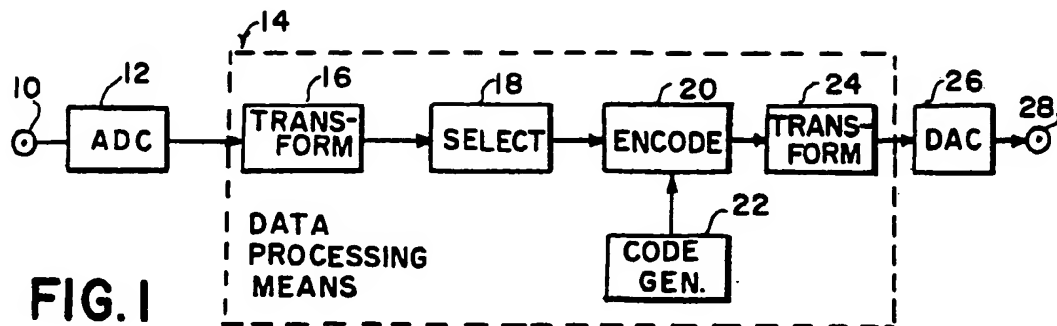 14
10
12
16
18
20
24
26
28
ADC
TRANS-
FORM
SELECT
ENCODE
TRANS-
FORM
DAC
22
CODE
GEN.
DATA
PROCESSING
MEANS
FIG. 1